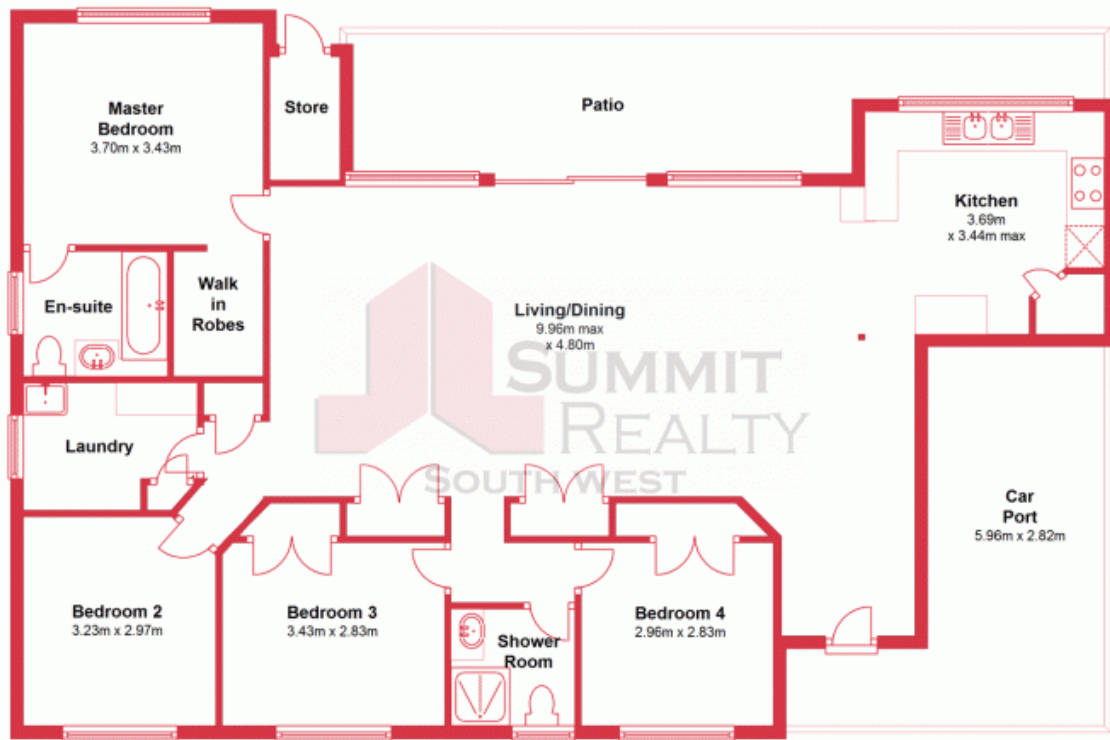 Master
Bedroom
3.70m x 3.43m
Store
Patio
Kitchen
3.69m
x 3.44m max
En-suite
Walk
in
Robes
Living/Dining
9.96m max
x 4.80m
SUMMIT
REALTY
SOUTH WEST
Laundry
Car
Port
5.96m x 2.82m
Bedroom 2
3.23m x 2.97m
Bedroom 3
3.43m x 2.83m
Shower
Room
Bedroom 4
2.96m x 2.83m